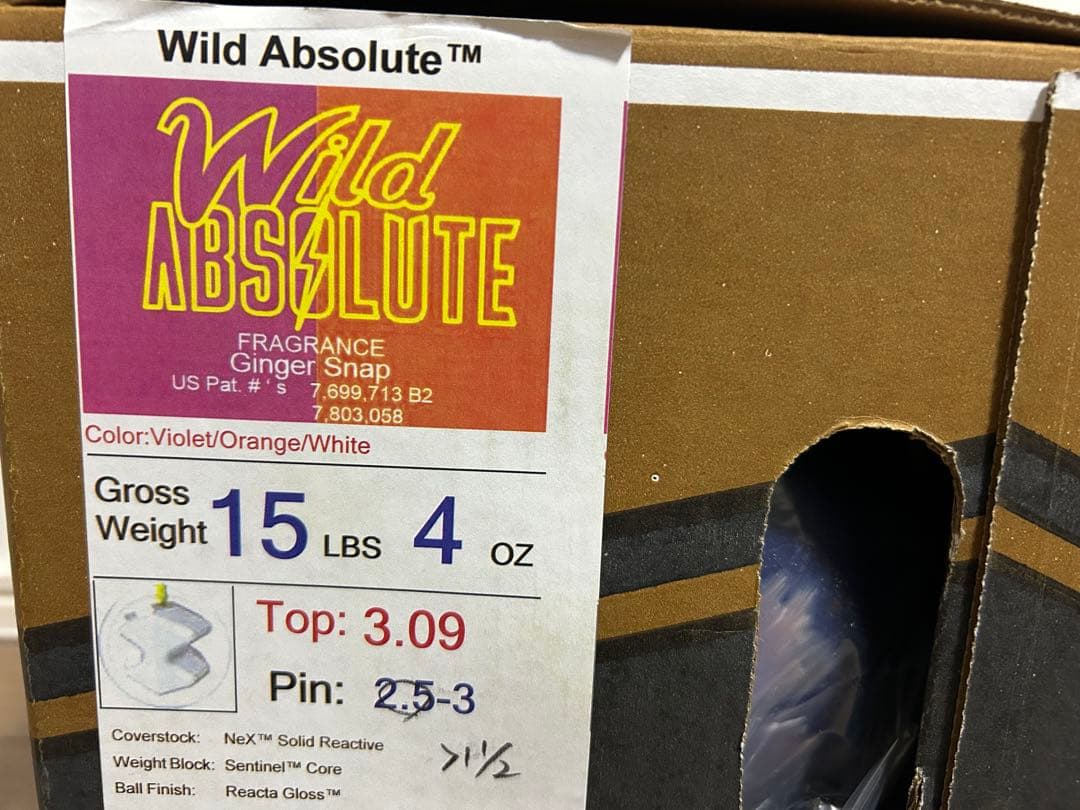 Wild Absolute™
Wild
ABSOLUTE
FRAGRANCE
Ginger Snap
US Pat. #'s 7,699,713 B2
7,803,058
Color:Violet/Orange/White
Gross Weight 15 LBS 4 OZ
Top: 3.09
Pin: 2.5-3
Coverstock: NeX™ Solid Reactive
Weight Block: Sentinel™ Core
Ball Finish: Reacta Gloss™